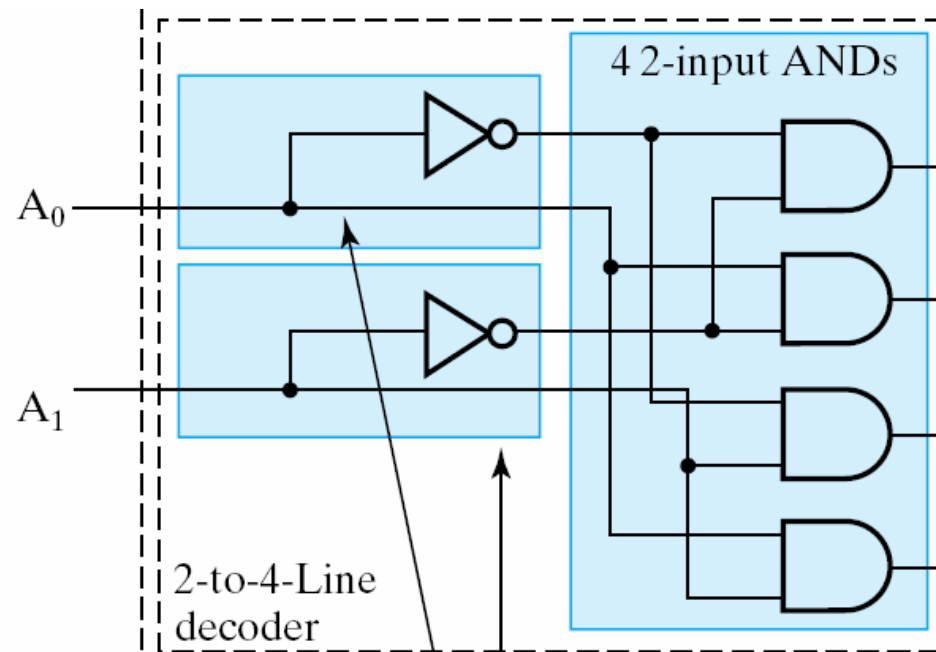 4 2-input ANDs
A₀
A₁
2-to-4-Line
decoder